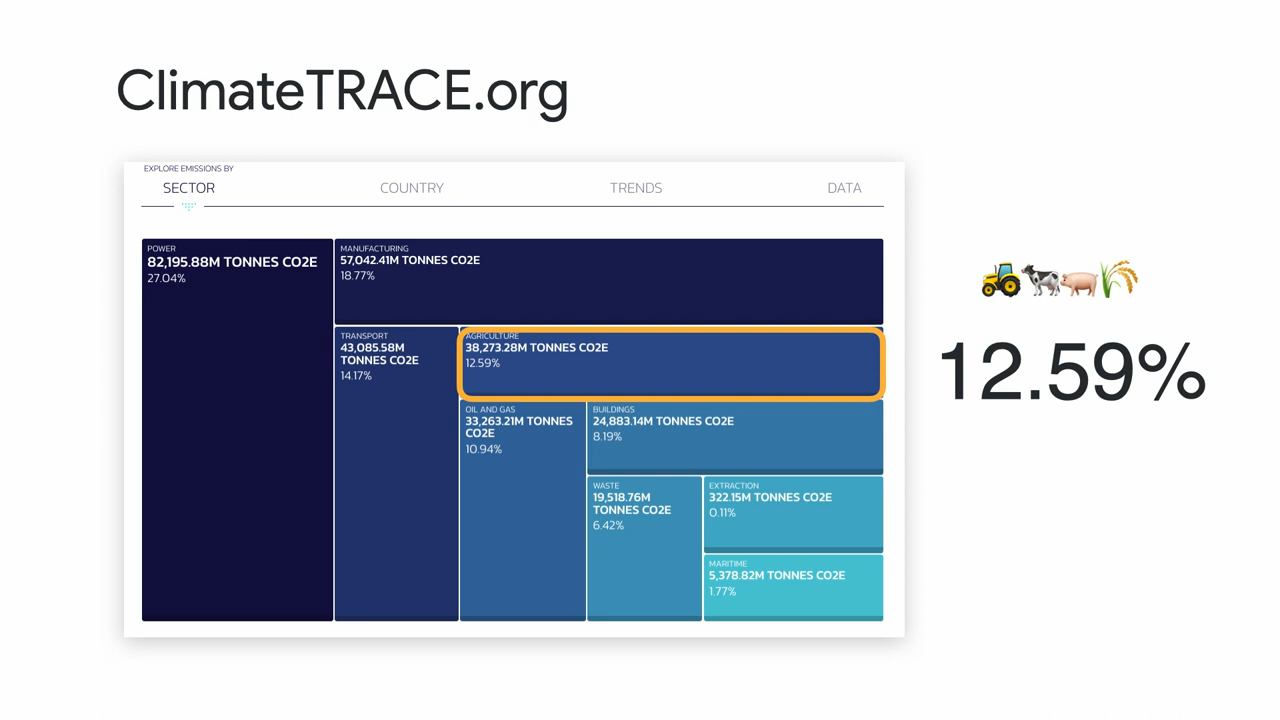 ClimateTRACE.org
EXPLORE EMISSIONS BY
SECTOR
COUNTRY
TRENDS
DATA
POWER
82,195.88M TONNES CO2E
27.04%
MANUFACTURING
57,042.41M TONNES CO2E
18.77%
TRANSPORT
43,085.58M
TONNES CO2E
14.17%
AGRICULTURE
38,273.28M TONNES CO2E
12.59%
OIL AND GAS
33,263.21M TONNES
CO2E
10.94%
BUILDINGS
24,883.14M TONNES CO2E
8.19%
WASTE
19,518.76M
TONNES CO2E
6.42%
EXTRACTION
322.15M TONNES CO2E
0.11%
MARITIME
5,378.82M TONNES CO2E
1.77%
12.59%